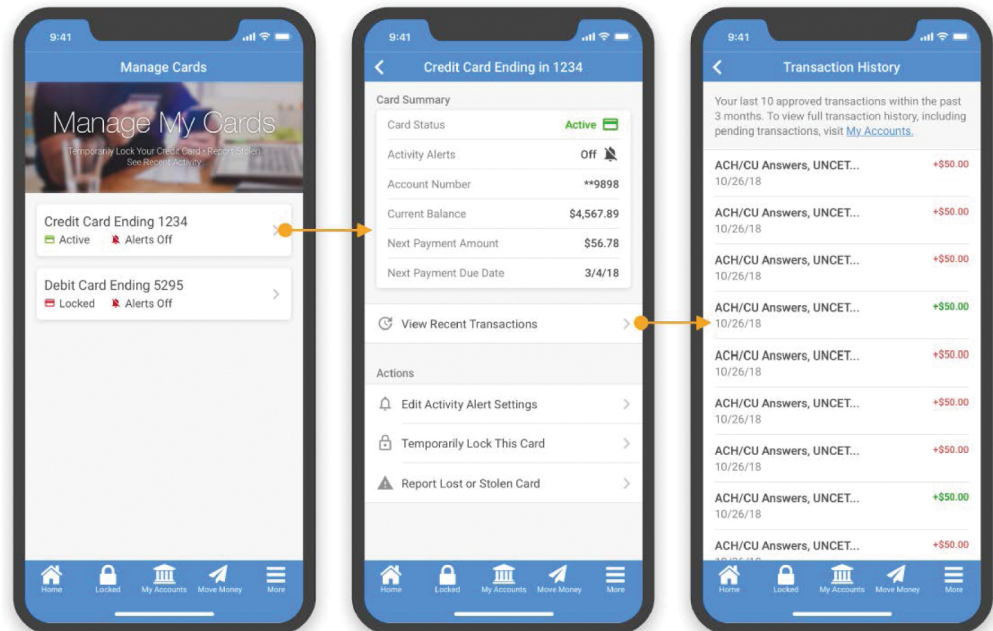 9:41
Manage Cards
Manage My Cards
Temporarily Lock Your Credit Card • Report Stolen
See Recent Activity
Credit Card Ending 1234
Active Alerts Off
Debit Card Ending 5295
Locked Alerts Off
Home Locked My Accounts Move Money More
9:41
Credit Card Ending in 1234
Card Summary
Card Status Active
Activity Alerts Off
Account Number **9898
Current Balance $4,567.89
Next Payment Amount $56.78
Next Payment Due Date 3/4/18
View Recent Transactions
Actions
Edit Activity Alert Settings
Temporarily Lock This Card
Report Lost or Stolen Card
Home Locked My Accounts Move Money More
9:41
Transaction History
Your last 10 approved transactions within the past
3 months. To view full transaction history, including
pending transactions, visit My Accounts.
ACH/CU Answers, UNCET... +$50.00
10/26/18
ACH/CU Answers, UNCET... +$50.00
10/26/18
ACH/CU Answers, UNCET... +$50.00
10/26/18
ACH/CU Answers, UNCET... +$50.00
10/26/18
ACH/CU Answers, UNCET... +$50.00
10/26/18
ACH/CU Answers, UNCET... +$50.00
10/26/18
ACH/CU Answers, UNCET... +$50.00
10/26/18
ACH/CU Answers, UNCET... +$50.00
10/26/18
ACH/CU Answers, UNCET... +$50.00
Home Locked My Accounts Move Money More